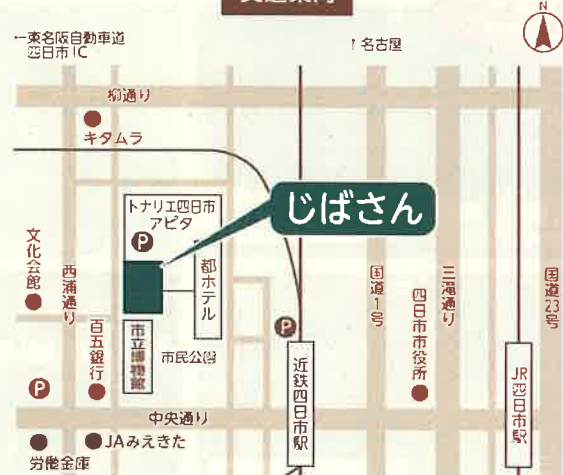 N
←東名阪自動車道
四日市IC
↑名古屋
柳通り
キタムラ
トナリエ四日市
アピタ
P
じばさん
都ホテル
文化会館
西浦通り
百五銀行
市立博物館
市民公園
P
近鉄四日市駅
国道1号
四日市市役所
三滝通り
国道23号
JR四日市駅
P
中央通り
JAみえきた
労働金庫